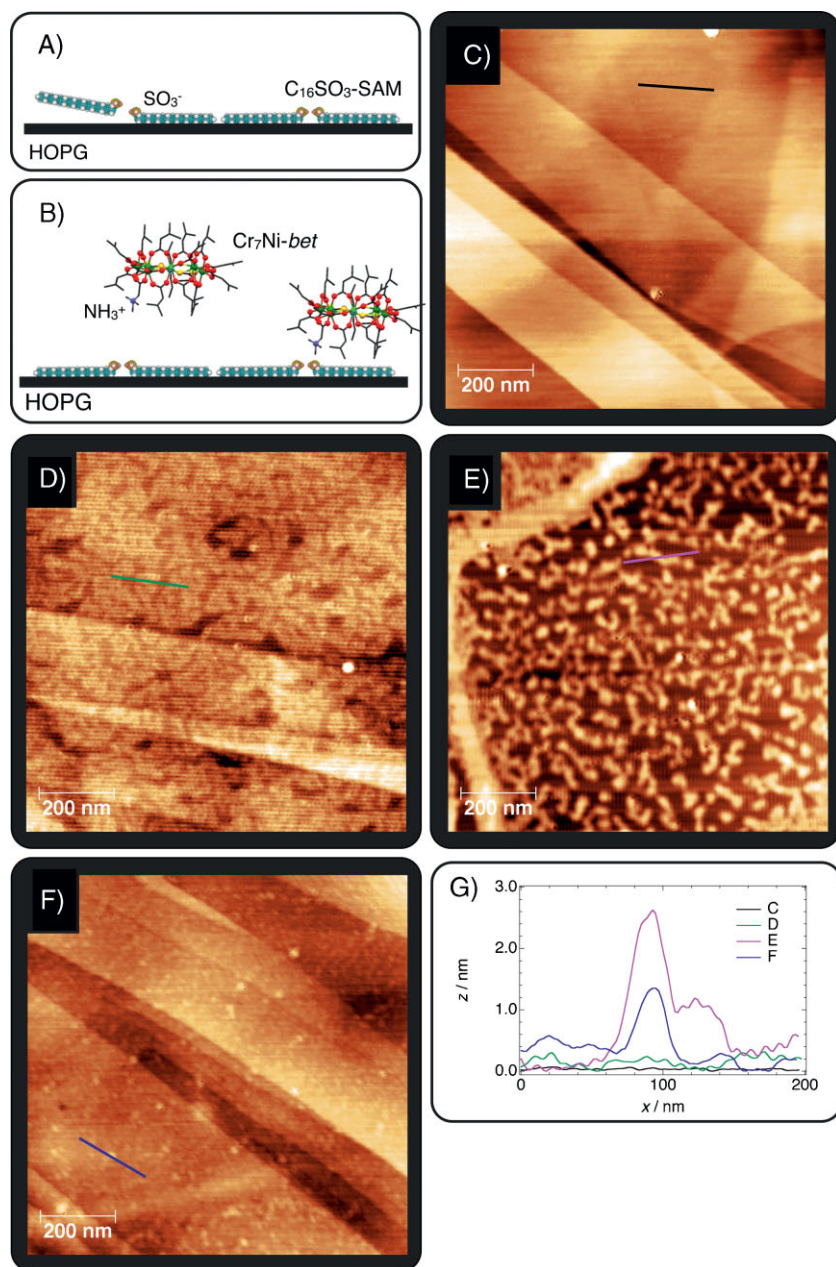 A)
SO₃⁻
C₁₆SO₃-SAM
HOPG
B)
Cr₇Ni-bet
NH₃⁺
HOPG
C)
200 nm
D)
200 nm
E)
200 nm
F)
200 nm
G)
3.0
2.0
1.0
0.0
z / nm
C
D
E
F
0
100
200
x / nm